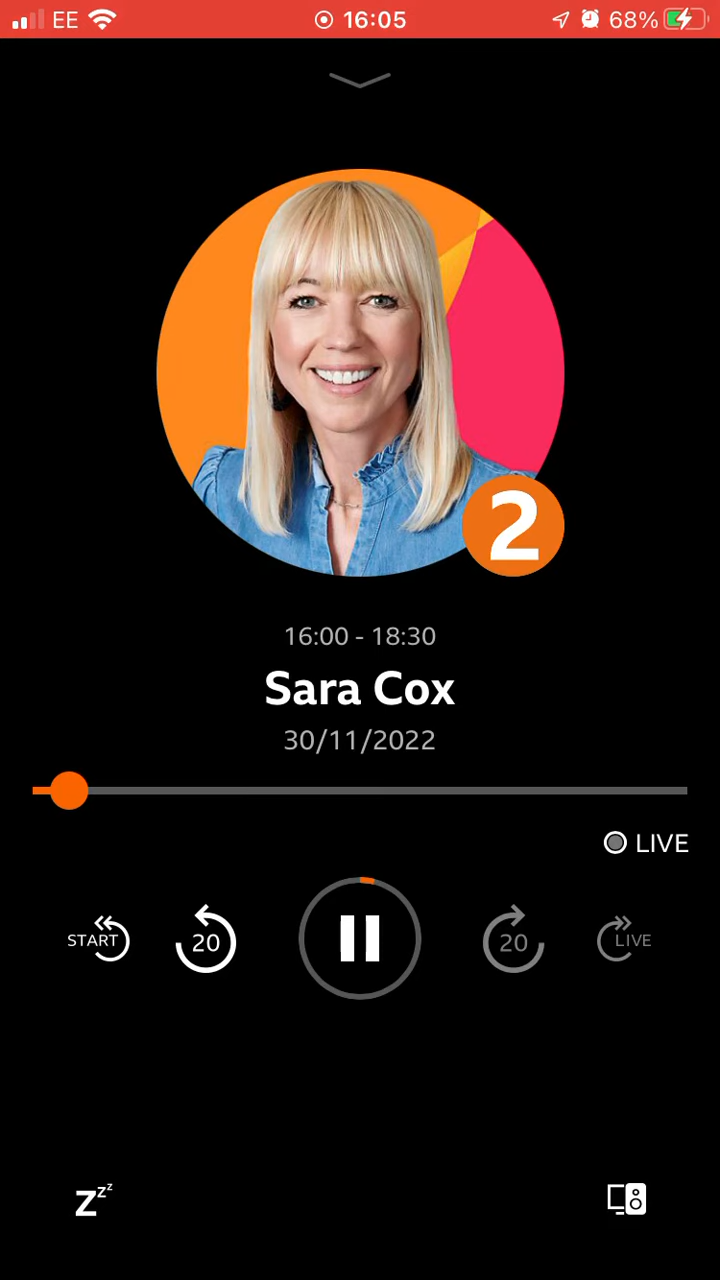 EE 16:05 68%
2
16:00 - 18:30
Sara Cox
30/11/2022
LIVE
START 20 20 LIVE
zzz